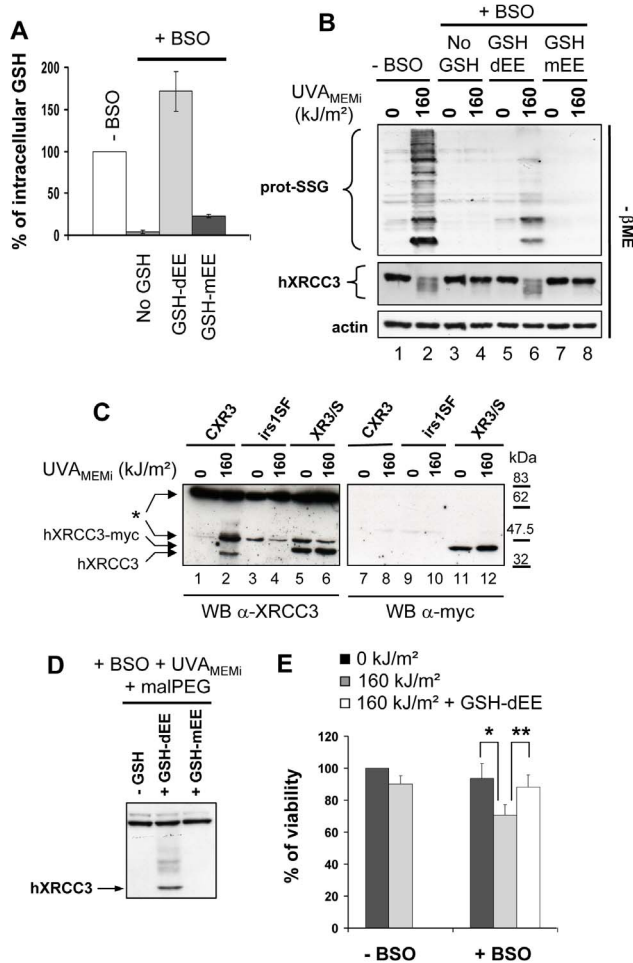 A
+ BSO
% of intracellular GSH
200
150
100
50
0
- BSO
No GSH
GSH-dEE
GSH-mEE
B
+ BSO
- BSO
No GSH
GSH dEE
GSH mEE
UVAMEMi (kJ/m²)
0 160 0 160 0 160 0 160
prot-SSG
hXRCC3
actin
- βME
1 2 3 4 5 6 7 8
C
CXR3 irs1SF XR3/S CXR3 irs1SF XR3/S
UVAMEMi (kJ/m²)
0 160 0 160 0 160 0 160 0 160 0 160
kDa
83
62
47.5
32
*
hXRCC3-myc
hXRCC3
1 2 3 4 5 6 7 8 9 10 11 12
WB α-XRCC3
WB α-myc
D
+ BSO + UVAMEMi
+ malPEG
- GSH
+ GSH-dEE
+ GSH-mEE
hXRCC3
E
0 kJ/m²
160 kJ/m²
160 kJ/m² + GSH-dEE
% of viability
120
100
80
60
40
20
0
* **
- BSO
+ BSO